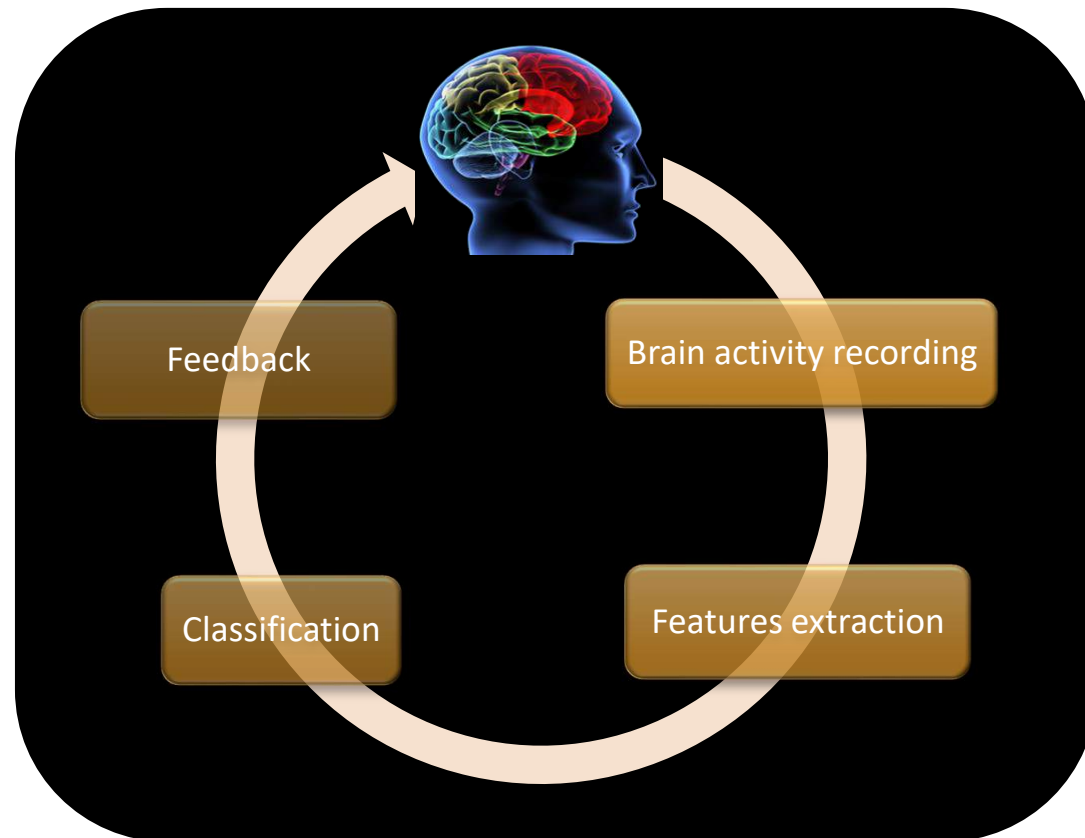 Feedback
Brain activity recording
Classification
Features extraction